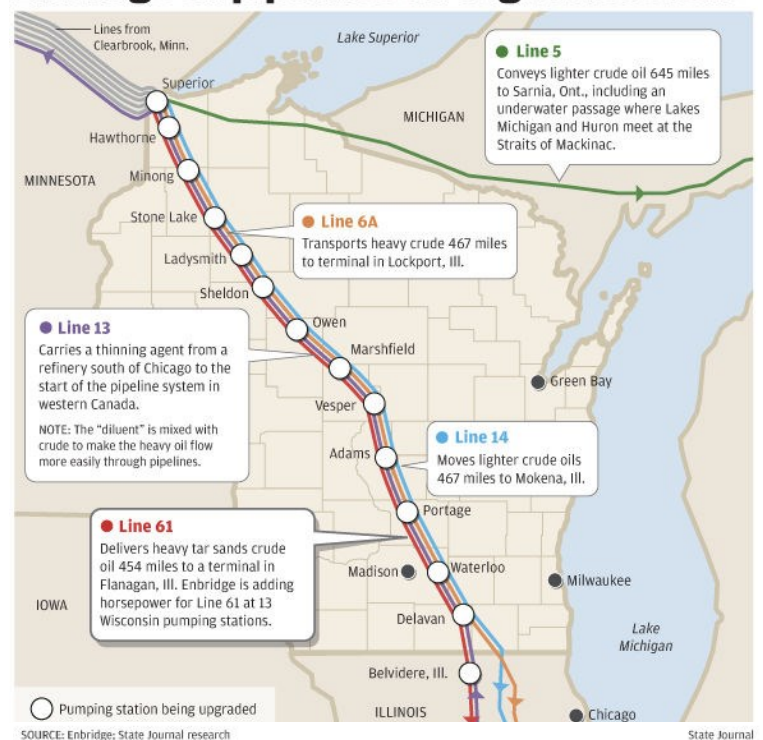 Lines from
Clearbrook, Minn.
Lake Superior
● Line 5
Conveys lighter crude oil 645 miles
to Sarnia, Ont., including an
underwater passage where Lakes
Michigan and Huron meet at the
Straits of Mackinac.
Superior
MICHIGAN
Hawthorne
MINNESOTA
Minong
Stone Lake
● Line 6A
Transports heavy crude 467 miles
to terminal in Lockport, Ill.
Ladysmith
Sheldon
Owen
● Line 13
Carries a thinning agent from a
refinery south of Chicago to the
start of the pipeline system in
western Canada.
NOTE: The “diluent” is mixed with
crude to make the heavy oil flow
more easily through pipelines.
Marshfield
Green Bay
Vesper
● Line 14
Moves lighter crude oils
467 miles to Mokena, Ill.
Adams
Portage
● Line 61
Delivers heavy tar sands crude
oil 454 miles to a terminal in
Flanagan, Ill. Enbridge is adding
horsepower for Line 61 at 13
Wisconsin pumping stations.
Madison
Waterloo
Milwaukee
IOWA
Delavan
Lake
Michigan
Belvidere, Ill.
Pumping station being upgraded
ILLINOIS
Chicago
SOURCE: Enbridge; State Journal research
State Journal